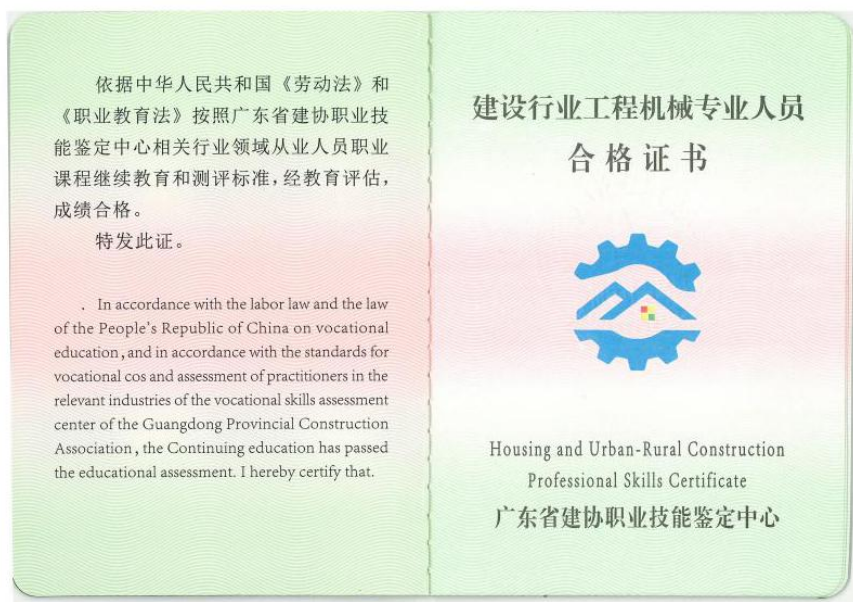 依据中华人民共和国《劳动法》和
《职业教育法》按照广东省建协职业技
能鉴定中心相关行业领域从业人员职业
课程继续教育和测评标准,经教育评估,
成绩合格。
特发此证。
. In accordance with the labor law and the law
of the People's Republic of China on vocational
education,and in accordance with the standards for
vocational cos and assessment of practitioners in the
relevant industries of the vocational skills assessment
center of the Guangdong Provincial Construction
Association, the Continuing education has passed
the educational assessment. I hereby certify that.
建设行业工程机械专业人员
合格证书
Housing and Urban-Rural Construction
Professional Skills Certificate
广东省建协职业技能鉴定中心